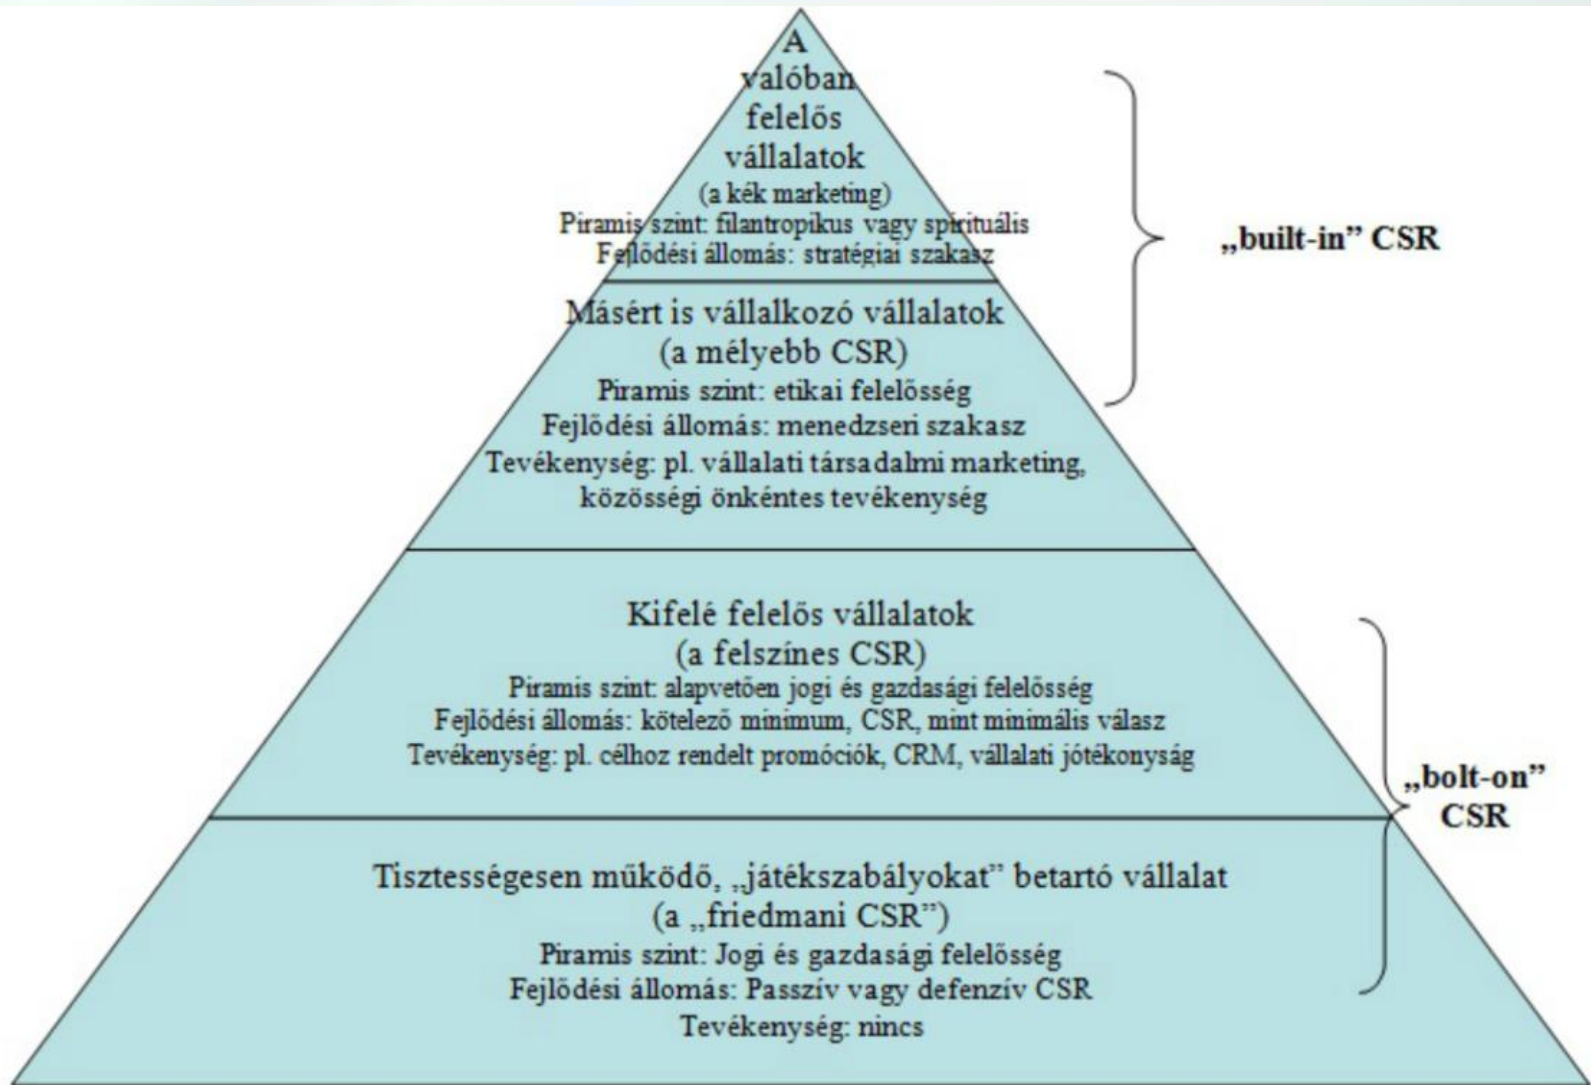 A
valóban
felelős
vállalatok
(a kék marketing)
Piramis szint: filantropikus vagy spirituális
Fejlődési állomás: stratégiai szakasz
„built-in” CSR
Másért is vállalkozó vállalatok
(a mélyebb CSR)
Piramis szint: etikai felelősség
Fejlődési állomás: menedzseri szakasz
Tevékenység: pl. vállalati társadalmi marketing,
közösségi önkéntes tevékenység
Kifelé felelős vállalatok
(a felszínes CSR)
Piramis szint: alapvetően jogi és gazdasági felelősség
Fejlődési állomás: kötelező minimum, CSR, mint minimális válasz
Tevékenység: pl. célhoz rendelt promóciók, CRM, vállalati jótékonyság
„bolt-on”
CSR
Tisztességesen működő, „játékszabályokat” betartó vállalat
(a „friedmani CSR”)
Piramis szint: Jogi és gazdasági felelősség
Fejlődési állomás: Passzív vagy defenzív CSR
Tevékenység: nincs